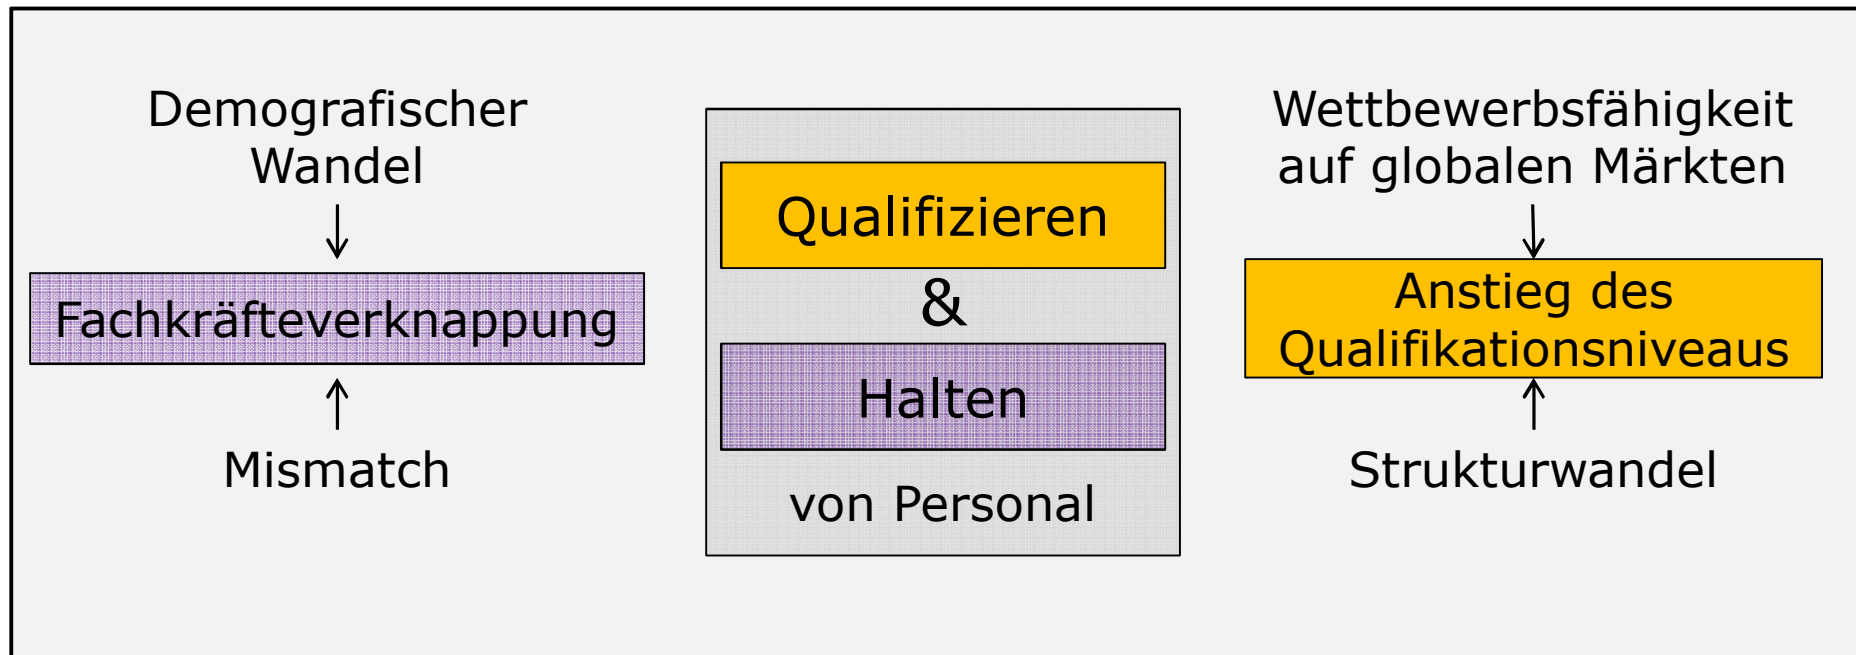 Demografischer
Wandel
Fachkräfteverknappung
Mismatch
Qualifizieren
&
Halten
von Personal
Wettbewerbsfähigkeit
auf globalen Märkten
Anstieg des
Qualifikationsniveaus
Strukturwandel